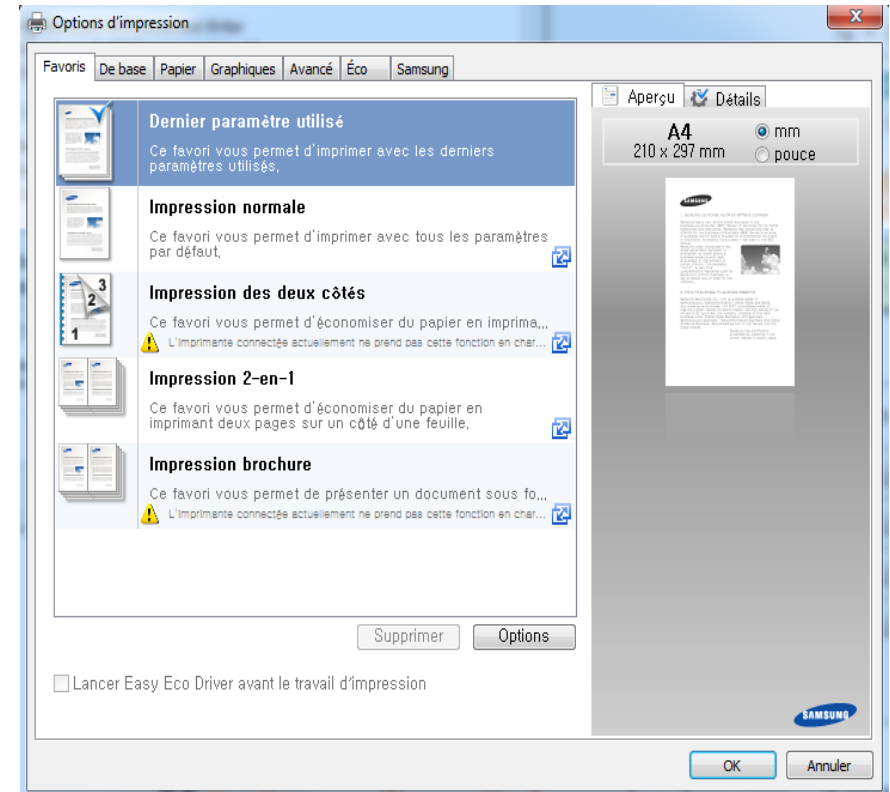 Options d'impression
Favoris De base Papier Graphiques Avancé Éco Samsung
Dernier paramètre utilisé
Ce favori vous permet d'imprimer avec les derniers
paramètres utilisés,
Impression normale
Ce favori vous permet d'imprimer avec tous les paramètres
par défaut,
Impression des deux côtés
Ce favori vous permet d'économiser du papier en imprima...
L'imprimante connectée actuellement ne prend pas cette fonction en char...
Impression 2-en-1
Ce favori vous permet d'économiser du papier en
imprimant deux pages sur un côté d'une feuille,
Impression brochure
Ce favori vous permet de présenter un document sous fo...
L'imprimante connectée actuellement ne prend pas cette fonction en char...
Supprimer Options
Lancer Easy Eco Driver avant le travail d'impression
Aperçu Détails
A4
210 x 297 mm
mm
pouce
SAMSUNG
SAMSUNG
OK Annuler